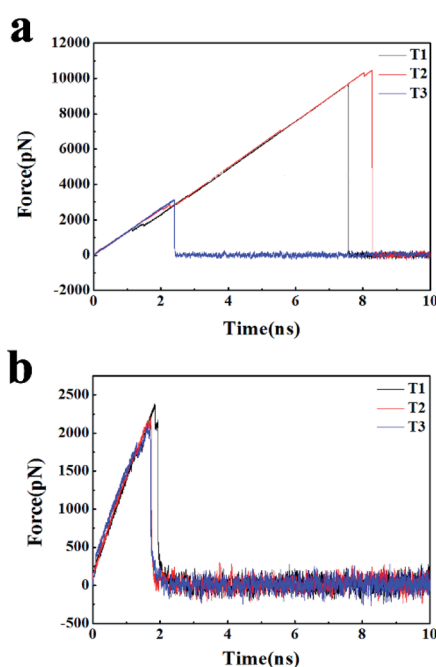 a
12000
10000
8000
6000
4000
2000
0
-2000
Force(pN)
0 2 4 6 8 10
Time(ns)
T1
T2
T3
b
2500
2000
1500
1000
500
0
-500
Force(pN)
0 2 4 6 8 10
Time(ns)
T1
T2
T3